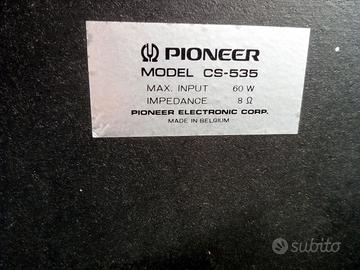 PIONEER
MODEL CS-535
MAX. INPUT 60 W
IMPEDANCE 8 Ω
PIONEER ELECTRONIC CORP.
MADE IN BELGIUM
subito